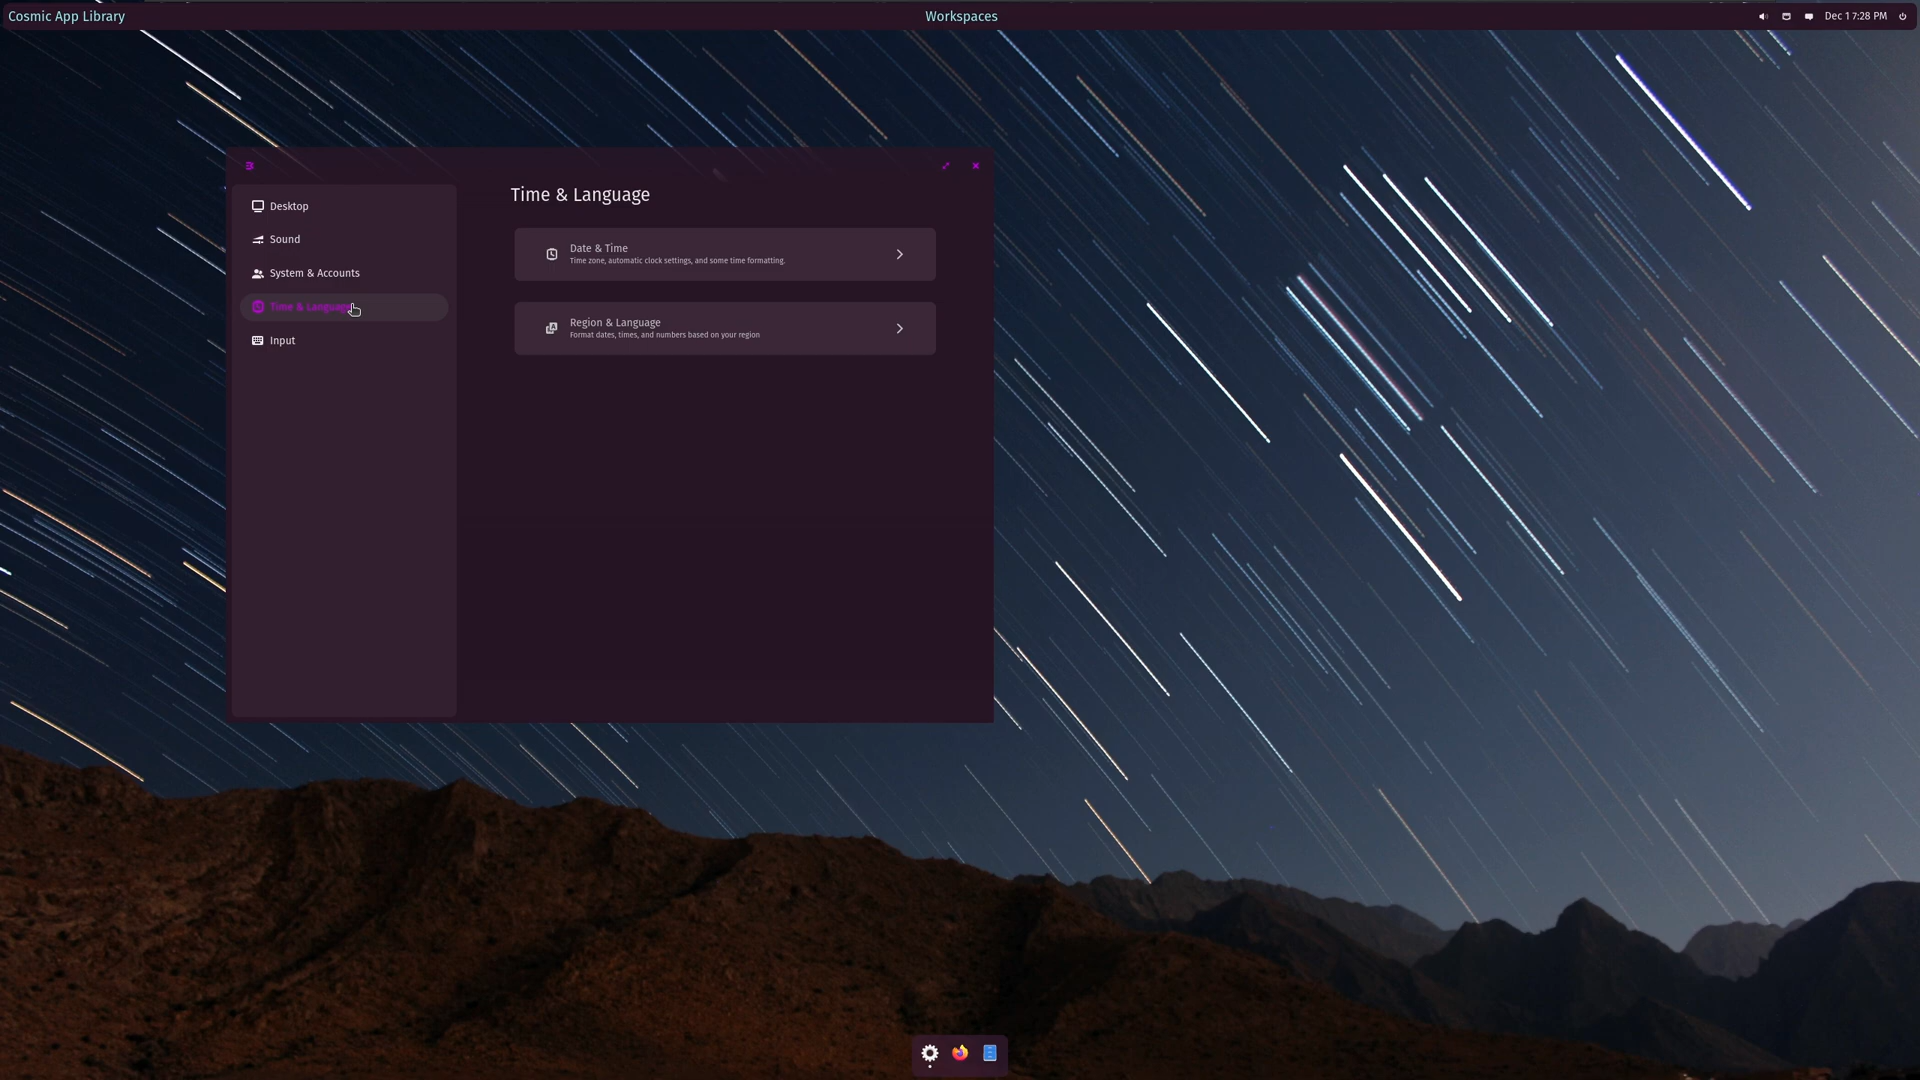 Cosmic App Library
Workspaces
Dec 1 7:28 PM
Time & Language
Desktop
Sound
System & Accounts
Time & Language
Input
Date & Time
Time zone, automatic clock settings, and some time formatting.
Region & Language
Format dates, times, and numbers based on your region